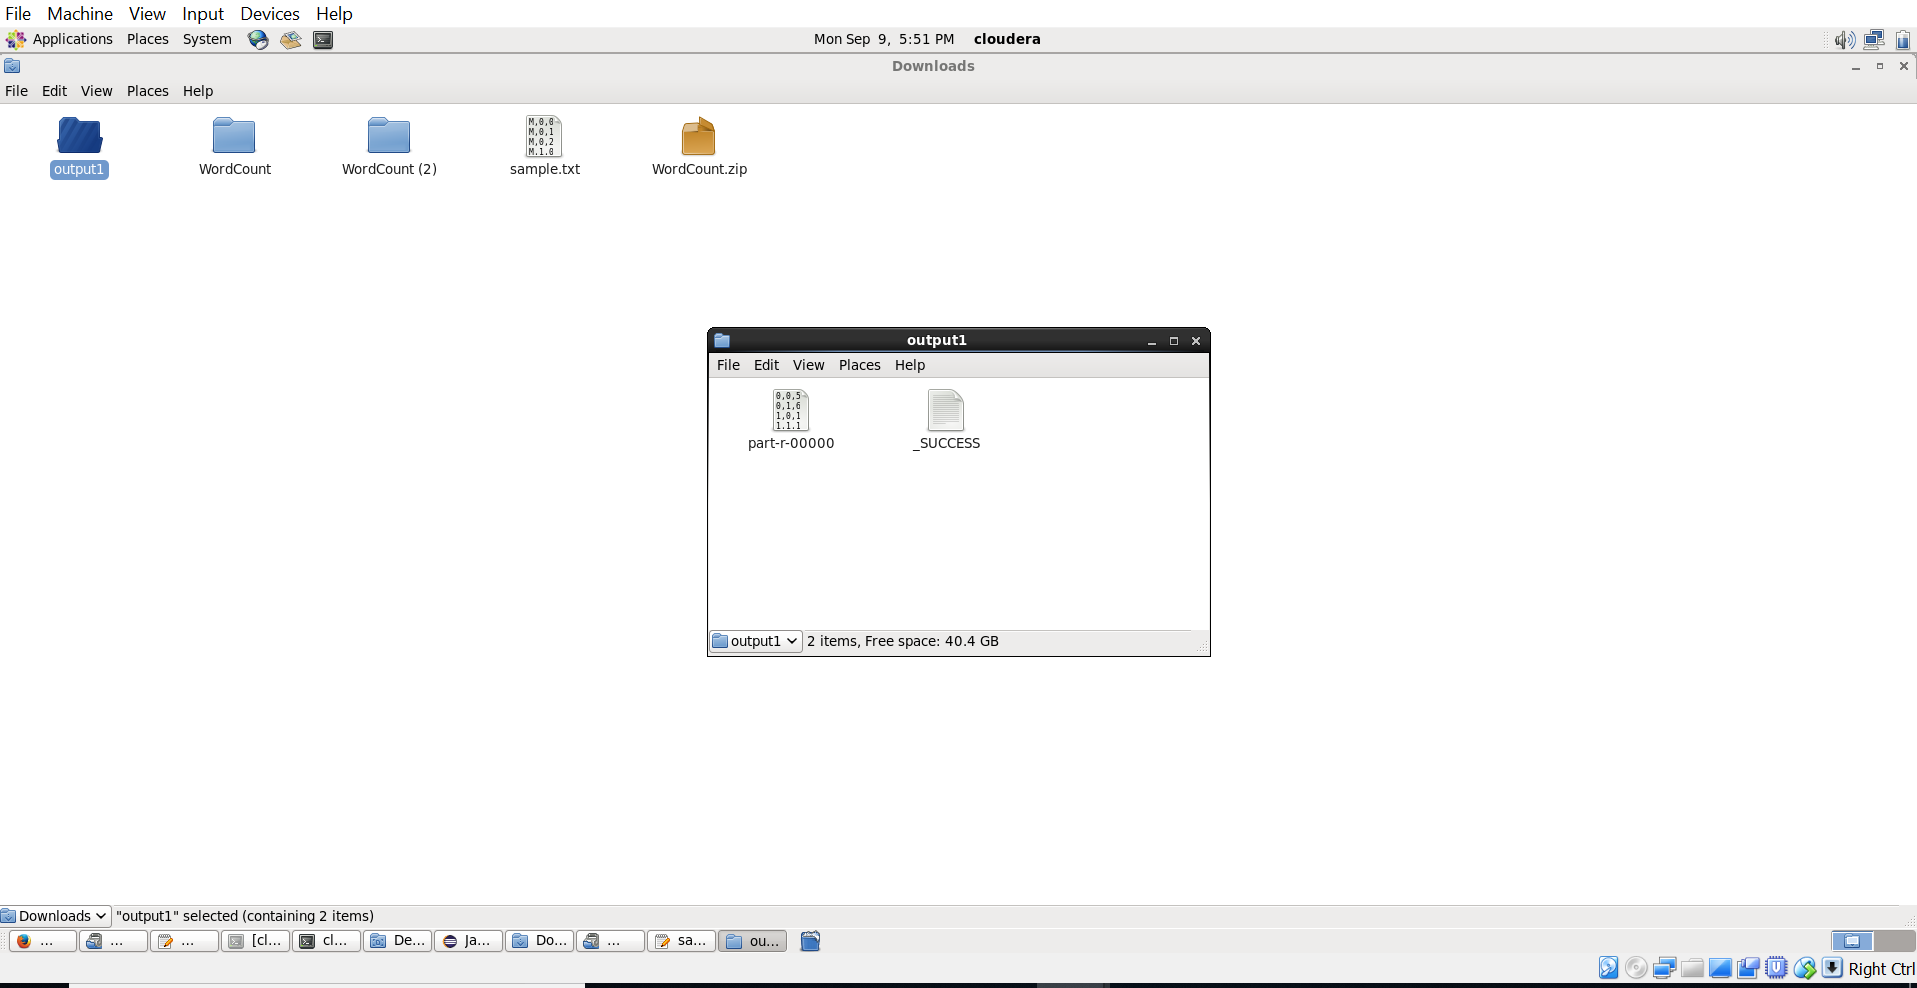 File Machine View Input Devices Help
Applications Places System Mon Sep 9, 5:51 PM cloudera
Downloads
File Edit View Places Help
M,0,0
M,0,1
M,0,2
M,1,0
output1 WordCount WordCount (2) sample.txt WordCount.zip
output1
File Edit View Places Help
0,0,5
0,1,6
1,0,1
1,1,1
part-r-00000 _SUCCESS
output1 2 items, Free space: 40.4 GB
Downloads "output1" selected (containing 2 items)
... ... ... [cl... cl... De... Ja... Do... ... sa... ou...
Right Ctrl